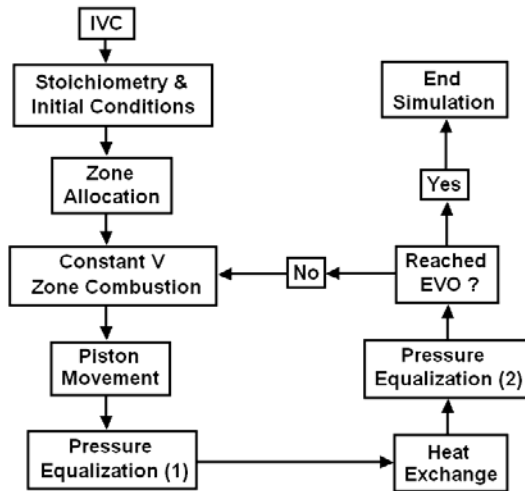 IVC
Stoichiometry &
Initial Conditions
Zone
Allocation
Constant V
Zone Combustion
Piston
Movement
Pressure
Equalization (1)
Heat
Exchange
Pressure
Equalization (2)
Reached
EVO ?
No
Yes
End
Simulation